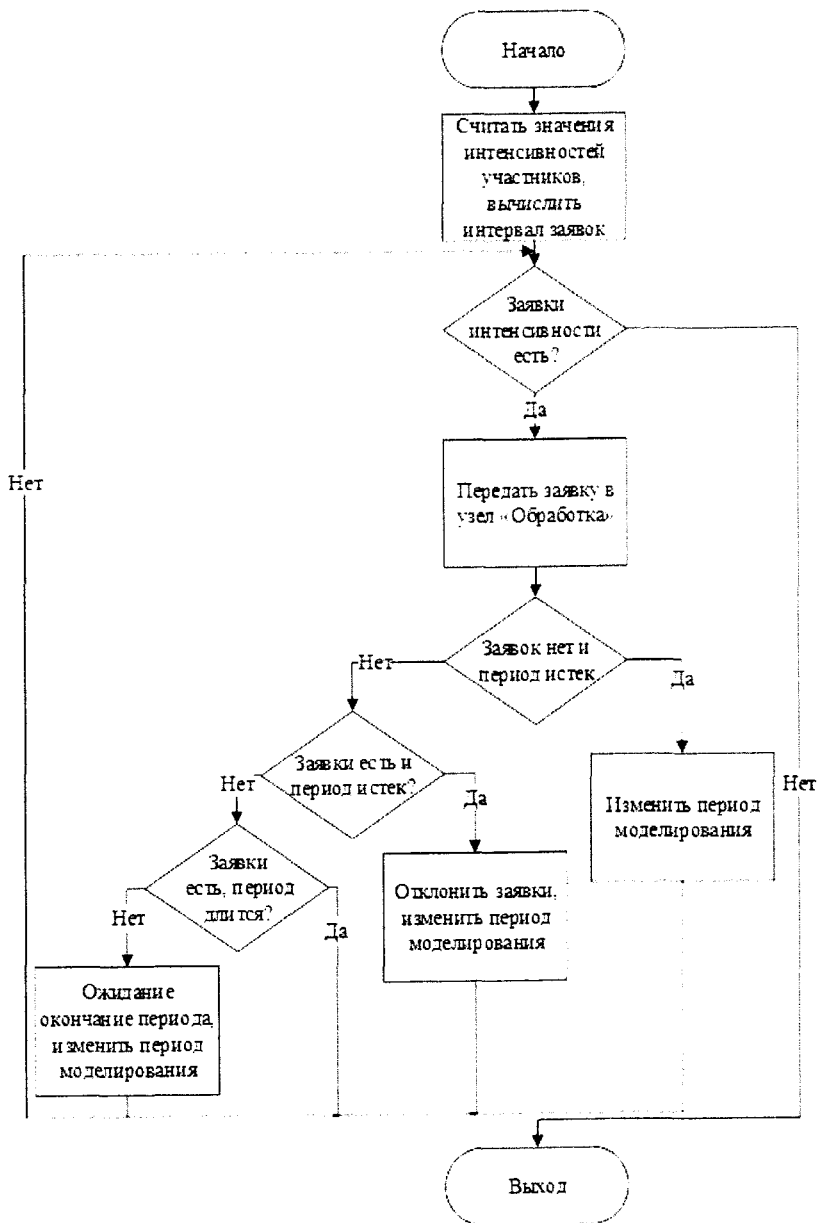 Начало
Считать значения
интенсивностей
участников,
вычислить
интервал заявок
Заявки
интенсивности
есть?
Да
Нет
Передать заявку в
узел «Обработка»
Заявок нет и
период истек
Нет
Да
Заявки есть и
период истек?
Нет
Да
Изменить период
моделирования
Нет
Заявки
есть, период
длится?
Нет
Да
Отклонить заявки,
изменить период
моделирования
Ожидание
окончание периода,
изменить период
моделирования
Выход